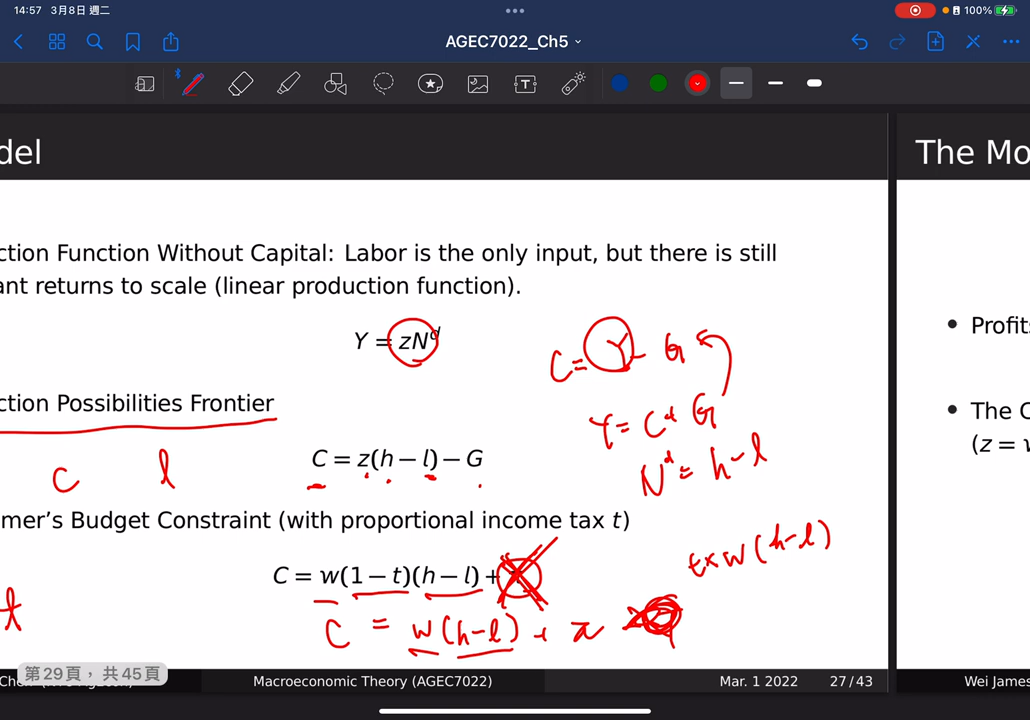 14:57 3月8日 週二
100%
AGEC7022_Ch5
T
del
The Mo
ction Function Without Capital: Labor is the only input, but there is still
ant returns to scale (linear production function).
Y = zN^d
C = Y - G
Y = C + G
N^d = h - l
ction Possibilities Frontier
C l
C = z(h − l) − G
mer's Budget Constraint (with proportional income tax t)
t × w (h-l)
C = w(1 − t)(h − l) +
t
C = w(h-l) + π
• Profits
• The C
(z = w
第29頁， 共45頁
Macroeconomic Theory (AGEC7022)
Mar. 1 2022
27 / 43
Wei James